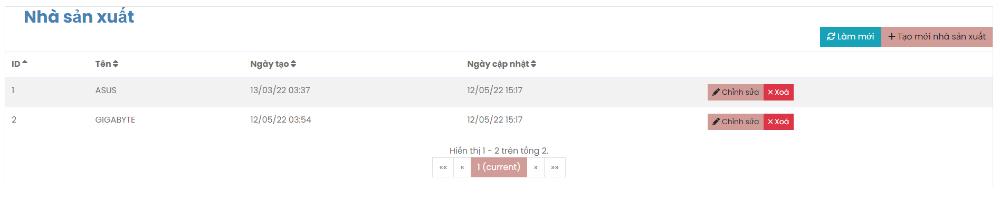 Nhà sản xuất
Làm mới Tạo mới nhà sản xuất
ID Tên Ngày tạo Ngày cập nhật
1 ASUS 13/03/22 03:37 12/05/22 15:17 Chỉnh sửa Xoá
2 GIGABYTE 12/05/22 03:54 12/05/22 15:17 Chỉnh sửa Xoá
Hiển thị 1 - 2 trên tổng 2.
«« « 1 (current) » »»